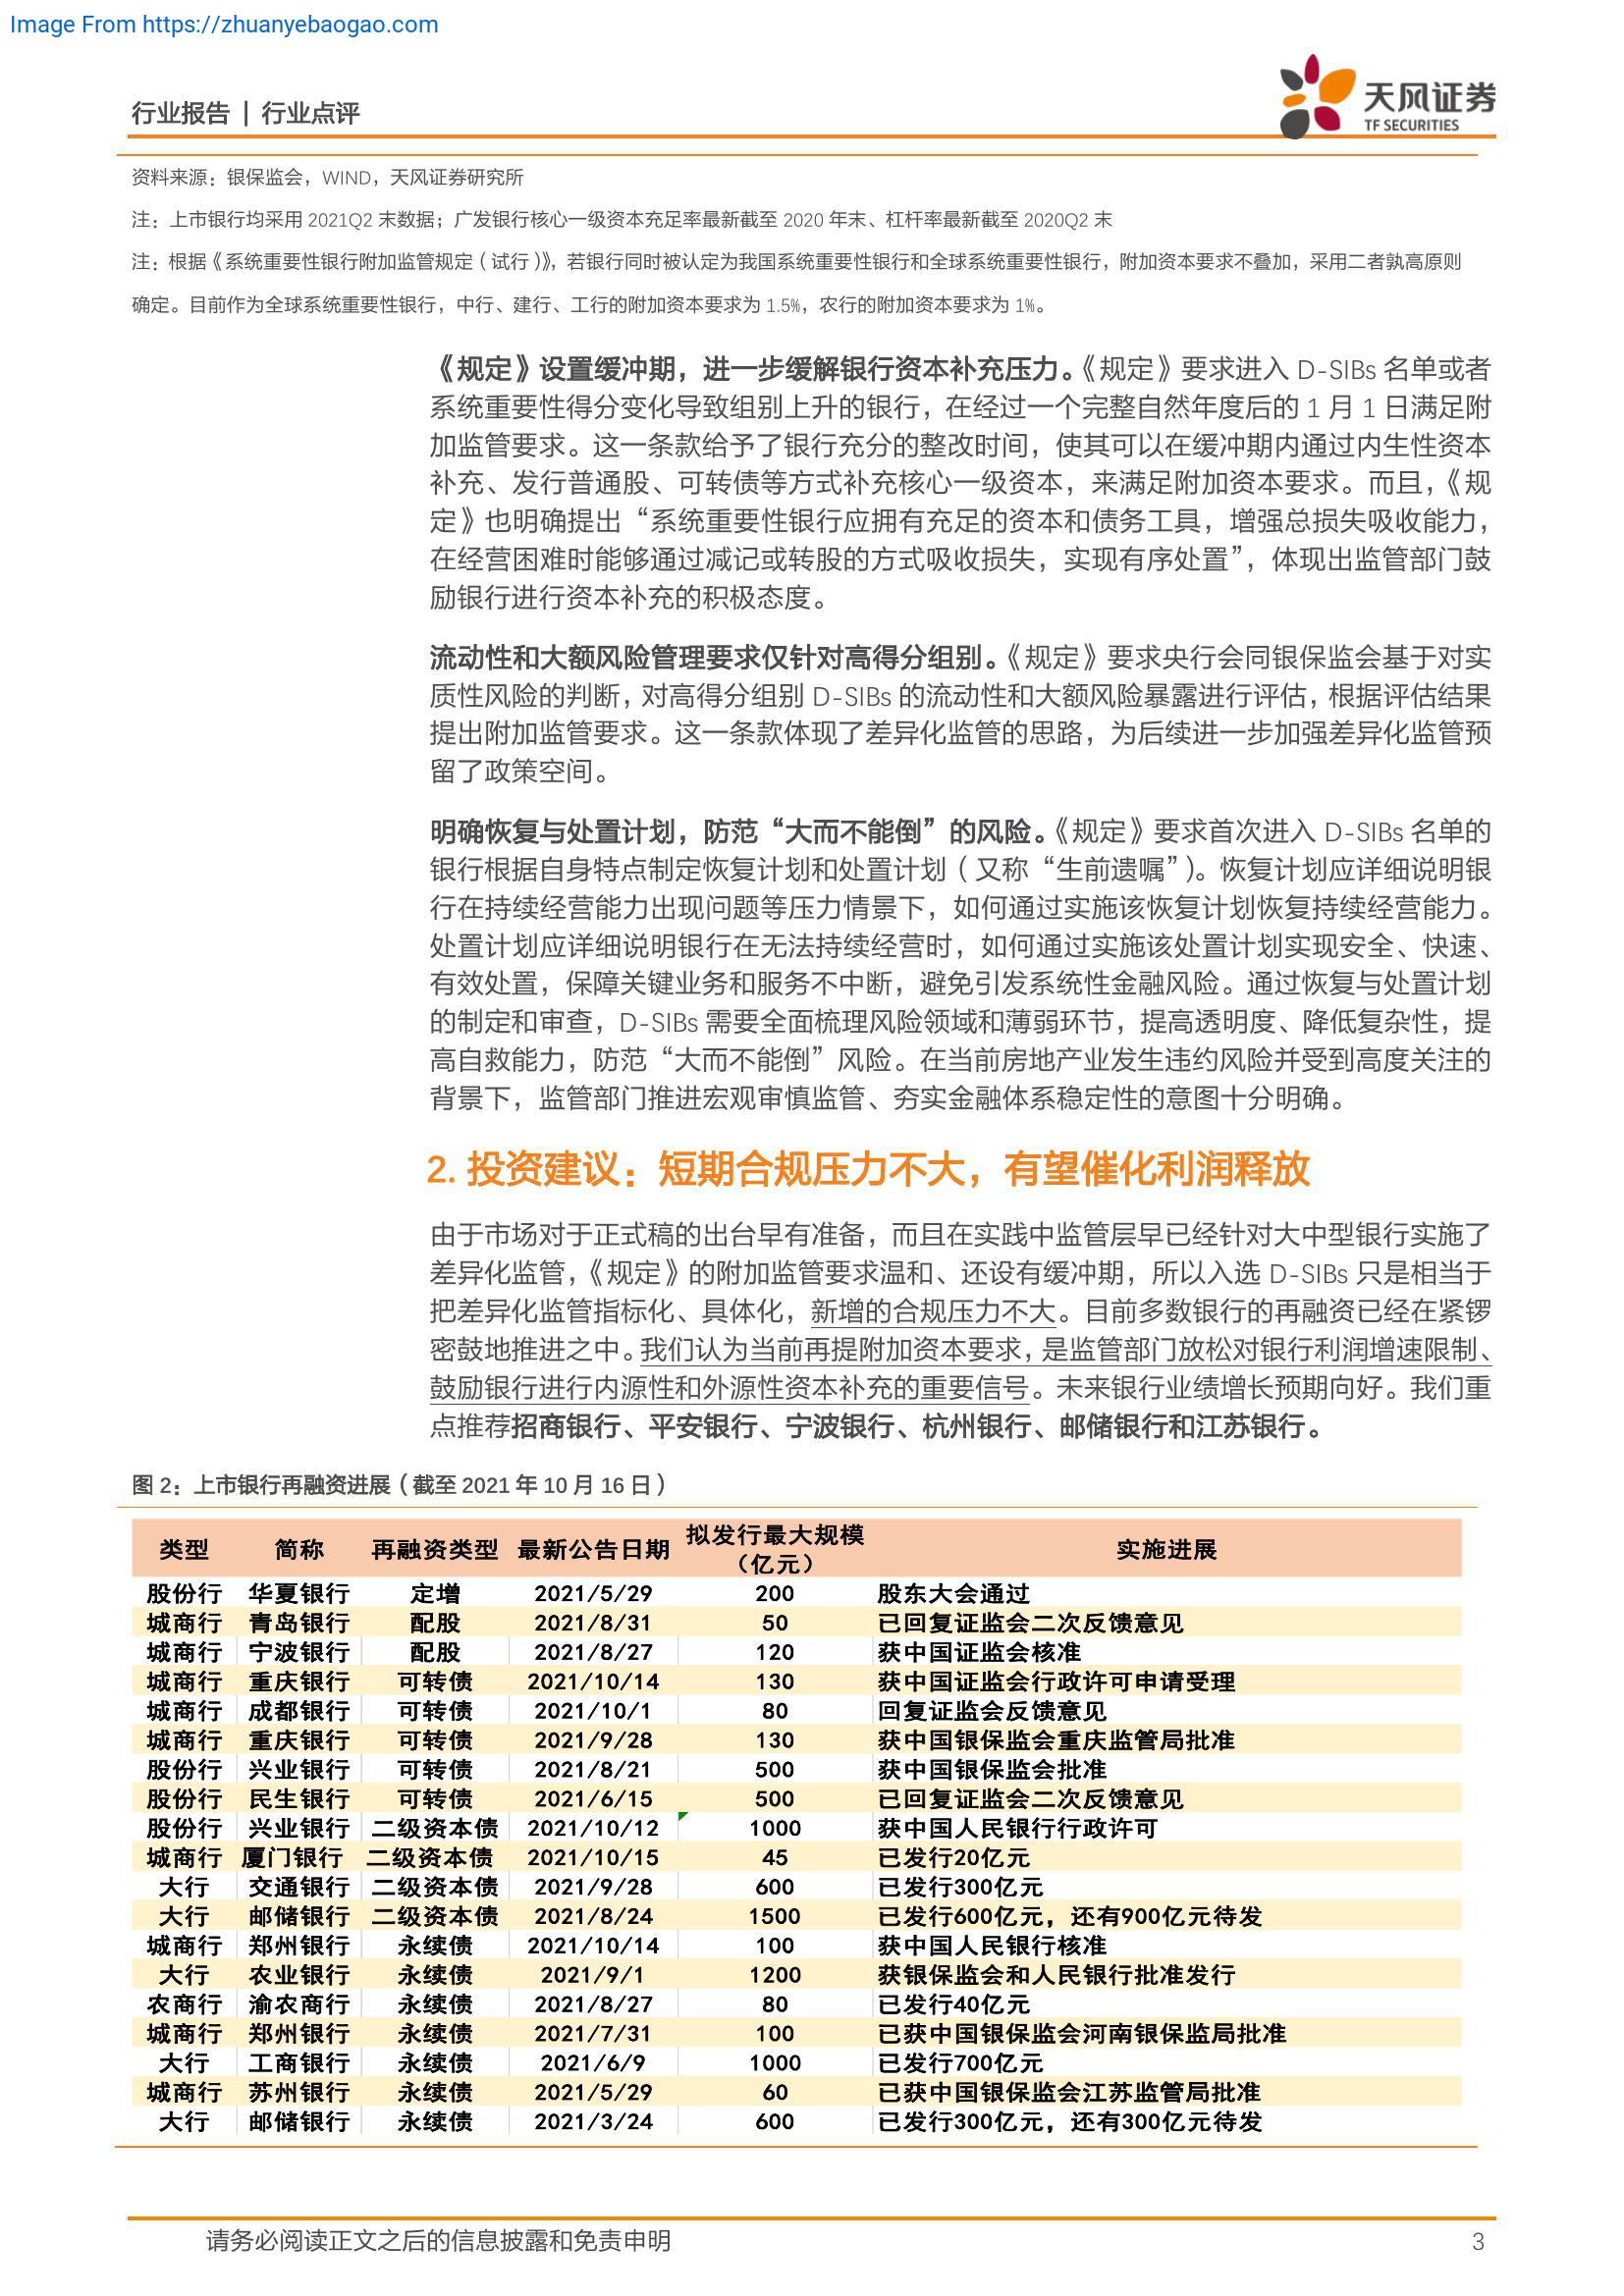 Image From https://zhuanyebaogao.com
行业报告 | 行业点评
天风证券
TF SECURITIES
资料来源：银保监会，WIND，天风证券研究所
注：上市银行均采用 2021Q2 末数据；广发银行核心一级资本充足率最新截至 2020 年末、杠杆率最新截至 2020Q2 末
注：根据《系统重要性银行附加监管规定（试行）》，若银行同时被认定为我国系统重要性银行和全球系统重要性银行，附加资本要求不叠加，采用二者孰高原则
确定。目前作为全球系统重要性银行，中行、建行、工行的附加资本要求为 1.5%，农行的附加资本要求为 1%。
《规定》设置缓冲期，进一步缓解银行资本补充压力。《规定》要求进入 D-SIBs 名单或者
系统重要性得分变化导致组别上升的银行，在经过一个完整自然年度后的 1 月 1 日满足附
加监管要求。这一条款给予了银行充分的整改时间，使其可以在缓冲期内通过内生性资本
补充、发行普通股、可转债等方式补充核心一级资本，来满足附加资本要求。而且，《规
定》也明确提出“系统重要性银行应拥有充足的资本和债务工具，增强总损失吸收能力，
在经营困难时能够通过减记或转股的方式吸收损失，实现有序处置”，体现出监管部门鼓
励银行进行资本补充的积极态度。
流动性和大额风险管理要求仅针对高得分组别。《规定》要求央行会同银保监会基于对实
质性风险的判断，对高得分组别 D-SIBs 的流动性和大额风险暴露进行评估，根据评估结果
提出附加监管要求。这一条款体现了差异化监管的思路，为后续进一步加强差异化监管预
留了政策空间。
明确恢复与处置计划，防范“大而不能倒”的风险。《规定》要求首次进入 D-SIBs 名单的
银行根据自身特点制定恢复计划和处置计划（又称“生前遗嘱”）。恢复计划应详细说明银
行在持续经营能力出现问题等压力情景下，如何通过实施该恢复计划恢复持续经营能力。
处置计划应详细说明银行在无法持续经营时，如何通过实施该处置计划实现安全、快速、
有效处置，保障关键业务和服务不中断，避免引发系统性金融风险。通过恢复与处置计划
的制定和审查，D-SIBs 需要全面梳理风险领域和薄弱环节，提高透明度、降低复杂性，提
高自救能力，防范“大而不能倒”风险。在当前房地产业发生违约风险并受到高度关注的
背景下，监管部门推进宏观审慎监管、夯实金融体系稳定性的意图十分明确。
2. 投资建议：短期合规压力不大，有望催化利润释放
由于市场对于正式稿的出台早有准备，而且在实践中监管层早已经针对大中型银行实施了
差异化监管，《规定》的附加监管要求温和、还设有缓冲期，所以入选 D-SIBs 只是相当于
把差异化监管指标化、具体化，新增的合规压力不大。目前多数银行的再融资已经在紧锣
密鼓地推进之中。我们认为当前再提附加资本要求，是监管部门放松对银行利润增速限制、
鼓励银行进行内源性和外源性资本补充的重要信号。未来银行业绩增长预期向好。我们重
点推荐招商银行、平安银行、宁波银行、杭州银行、邮储银行和江苏银行。
图 2：上市银行再融资进展（截至 2021 年 10 月 16 日）
类型 简称 再融资类型 最新公告日期 拟发行最大规模（亿元） 实施进展
股份行 华夏银行 定增 2021/5/29 200 股东大会通过
城商行 青岛银行 配股 2021/8/31 50 已回复证监会二次反馈意见
城商行 宁波银行 配股 2021/8/27 120 获中国证监会核准
城商行 重庆银行 可转债 2021/10/14 130 获中国证监会行政许可申请受理
城商行 成都银行 可转债 2021/10/1 80 回复证监会反馈意见
城商行 重庆银行 可转债 2021/9/28 130 获中国银保监会重庆监管局批准
股份行 兴业银行 可转债 2021/8/21 500 获中国银保监会批准
股份行 民生银行 可转债 2021/6/15 500 已回复证监会二次反馈意见
股份行 兴业银行 二级资本债 2021/10/12 1000 获中国人民银行行政许可
城商行 厦门银行 二级资本债 2021/10/15 45 已发行20亿元
大行 交通银行 二级资本债 2021/9/28 600 已发行300亿元
大行 邮储银行 二级资本债 2021/8/24 1500 已发行600亿元，还有900亿元待发
城商行 郑州银行 永续债 2021/10/14 100 获中国人民银行核准
大行 农业银行 永续债 2021/9/1 1200 获银保监会和人民银行批准发行
农商行 渝农商行 永续债 2021/8/27 80 已发行40亿元
城商行 郑州银行 永续债 2021/7/31 100 已获中国银保监会河南银保监局批准
大行 工商银行 永续债 2021/6/9 1000 已发行700亿元
城商行 苏州银行 永续债 2021/5/29 60 已获中国银保监会江苏监管局批准
大行 邮储银行 永续债 2021/3/24 600 已发行300亿元，还有300亿元待发
请务必阅读正文之后的信息披露和免责申明
3